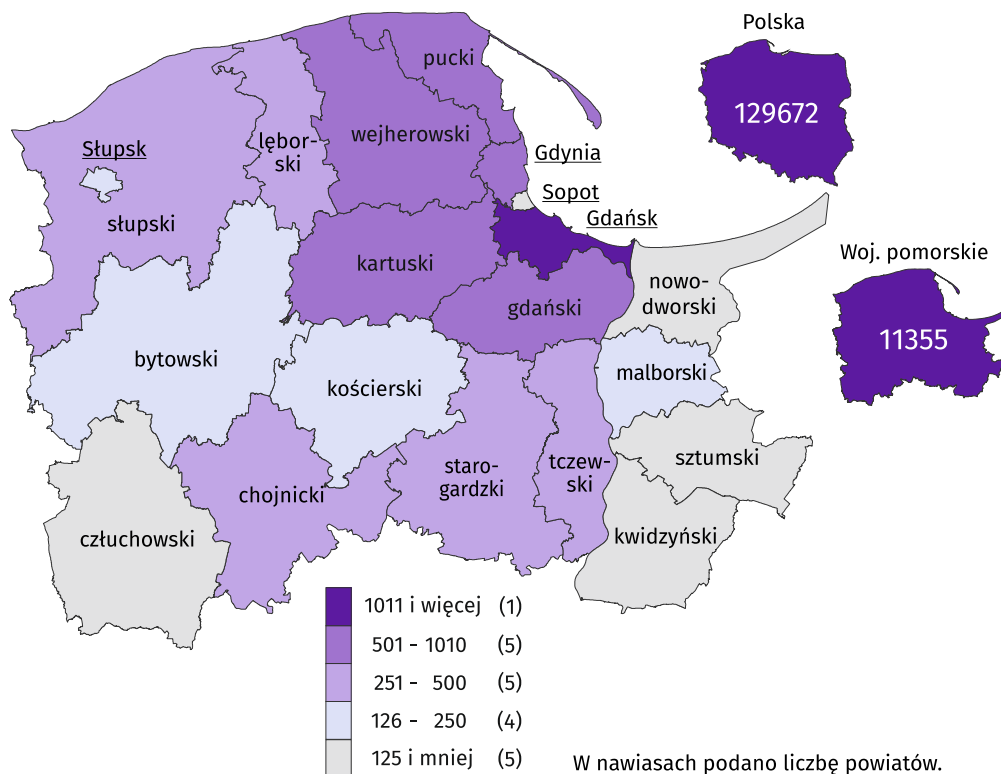 Polska
129672
pucki
wejherowski
lębor-
ski
Słupsk
Gdynia
Sopot
Gdańsk
słupski
kartuski
Woj. pomorskie
11355
nowo-
dworski
gdański
bytowski
kościerski
malborski
staro-
gardzki
tczew-
ski
sztumski
chojnicki
człuchowski
kwidzyński
1011 i więcej (1)
501 - 1010 (5)
251 - 500 (5)
126 - 250 (4)
125 i mniej (5)
W nawiasach podano liczbę powiatów.